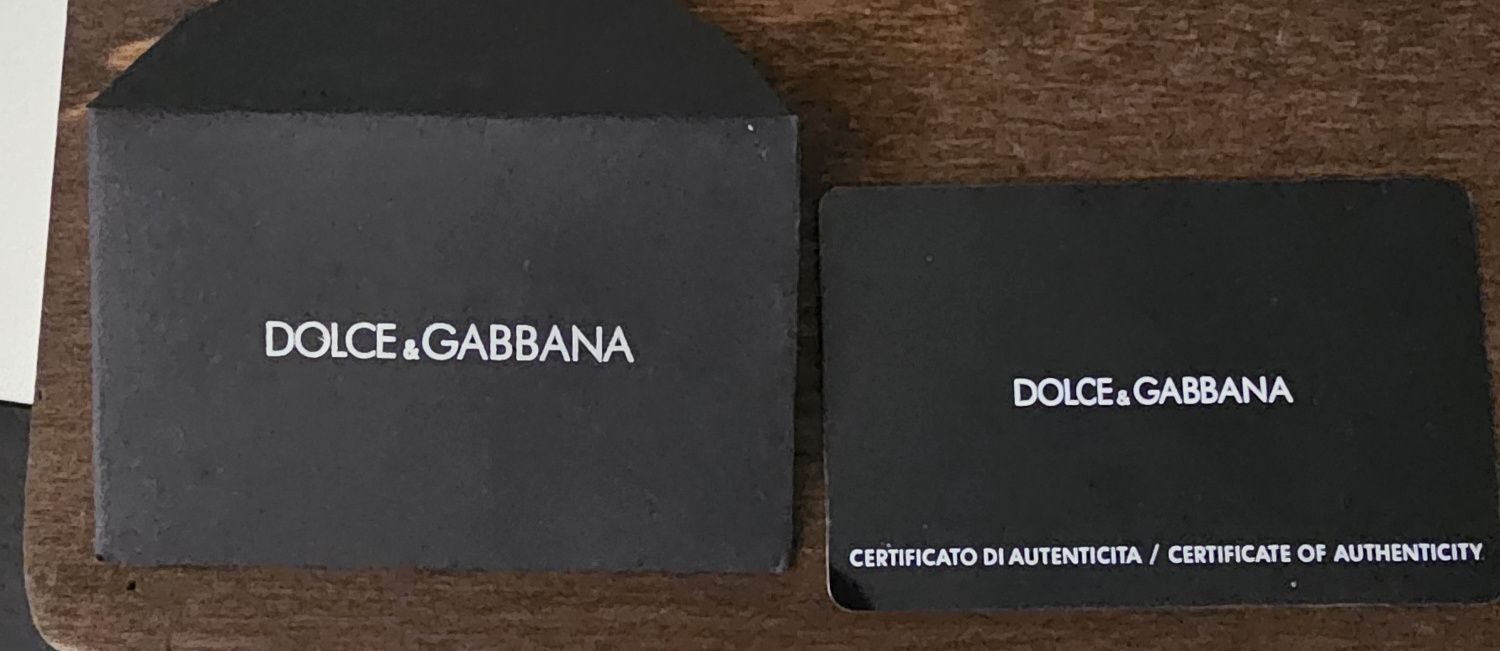 DOLCE&GABBANA
DOLCE&GABBANA
CERTIFICATO DI AUTENTICITA / CERTIFICATE OF AUTHENTICITY